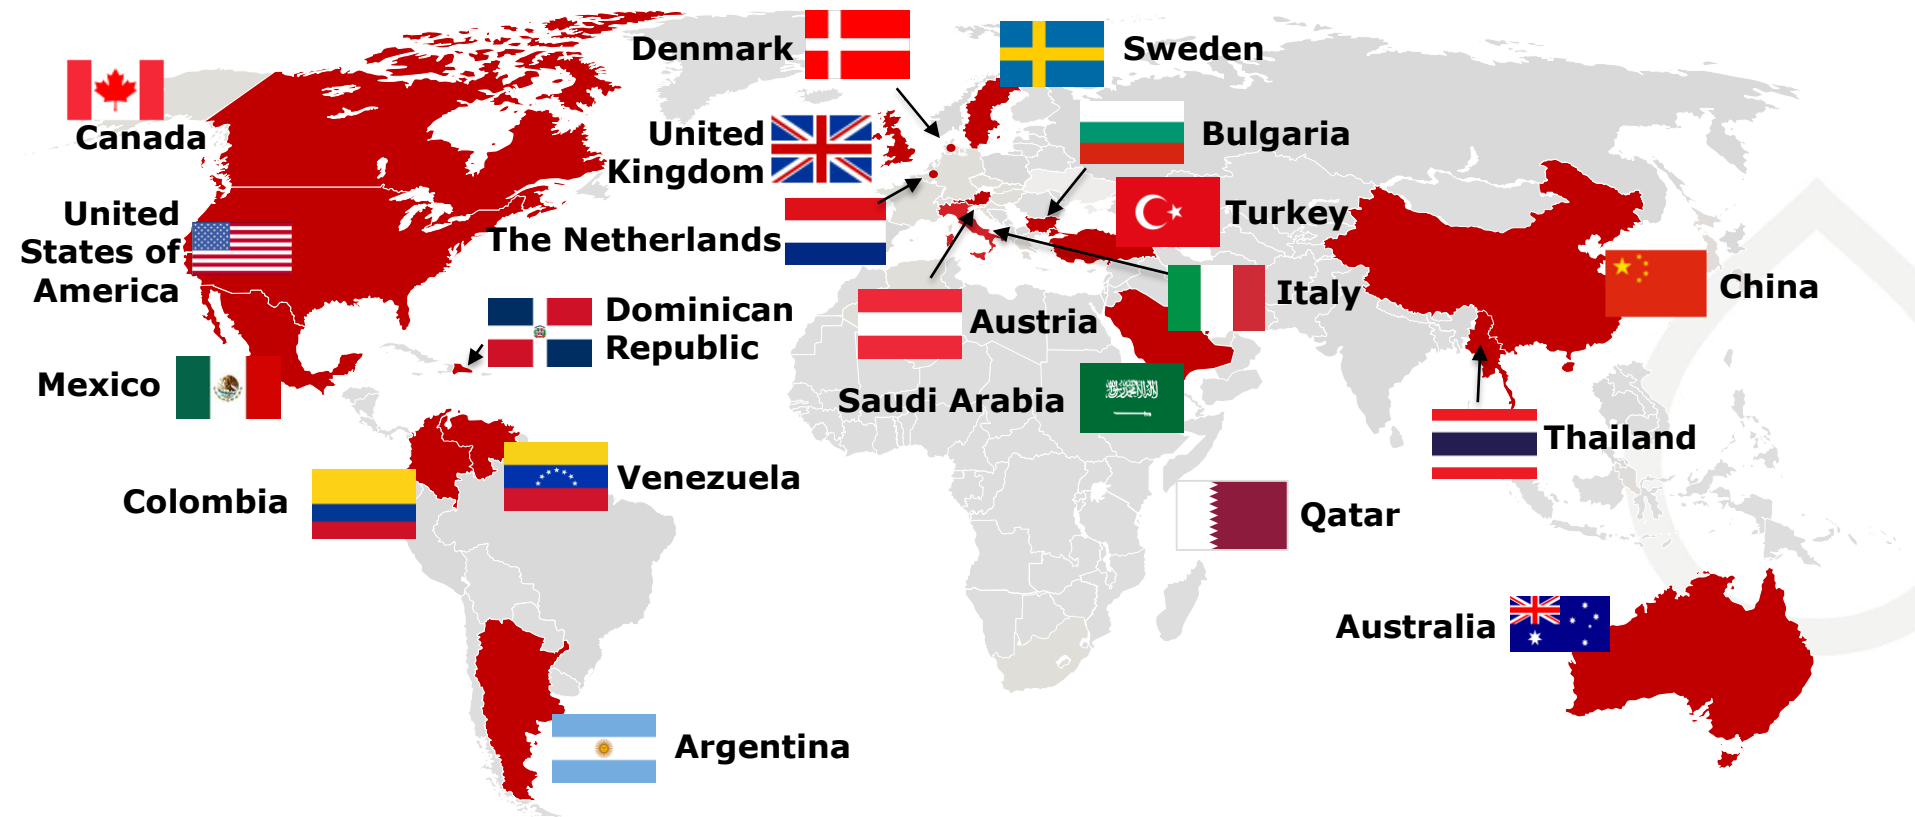 Denmark
Sweden
Canada
United
Kingdom
Bulgaria
United
States of
America
The Netherlands
Turkey
Italy
China
Dominican
Republic
Austria
Mexico
Saudi Arabia
Thailand
Colombia
Venezuela
Qatar
Australia
Argentina